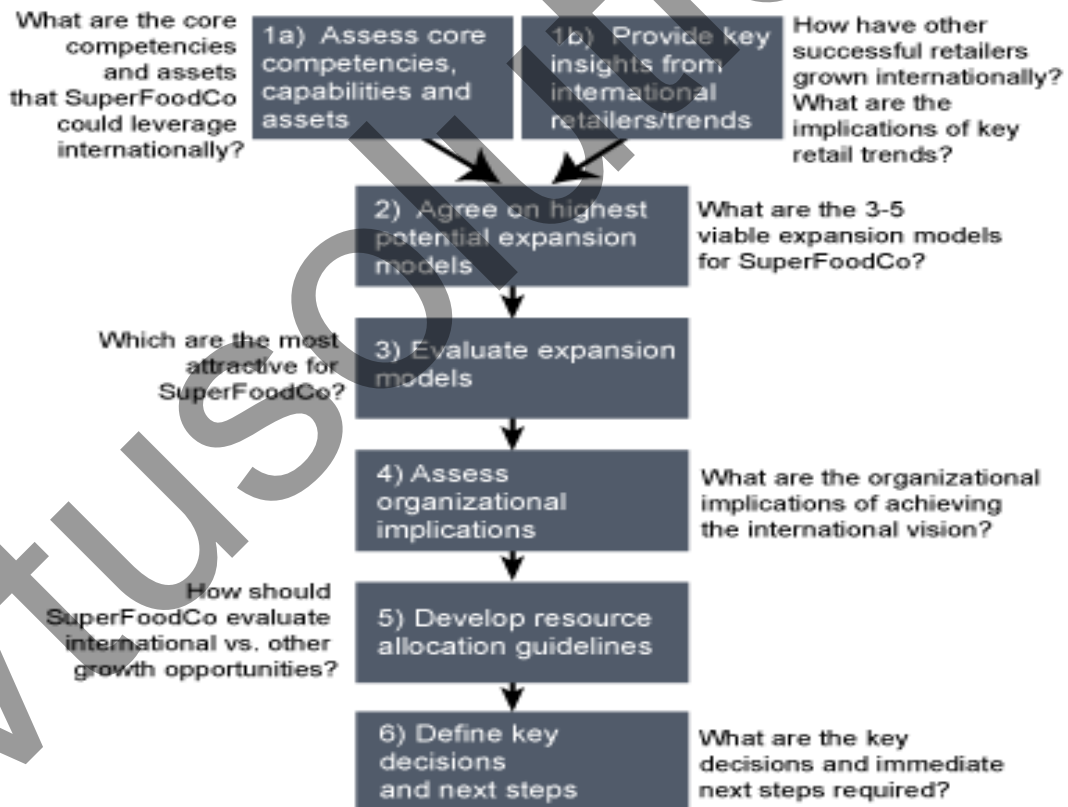 What are the core
competencies
and assets
that SuperFoodCo
could leverage
internationally?
1a) Assess core
competencies,
capabilities and
assets
1b) Provide key
insights from
international
retailers/trends
How have other
successful retailers
grown internationally?
What are the
implications of key
retail trends?
2) Agree on highest
potential expansion
models
What are the 3-5
viable expansion models
for SuperFoodCo?
Which are the most
attractive for
SuperFoodCo?
3) Evaluate expansion
models
4) Assess
organizational
implications
What are the organizational
implications of achieving
the international vision?
How should
SuperFoodCo evaluate
international vs. other
growth opportunities?
5) Develop resource
allocation guidelines
6) Define key
decisions
and next steps
What are the key
decisions and immediate
next steps required?
vtusoluti